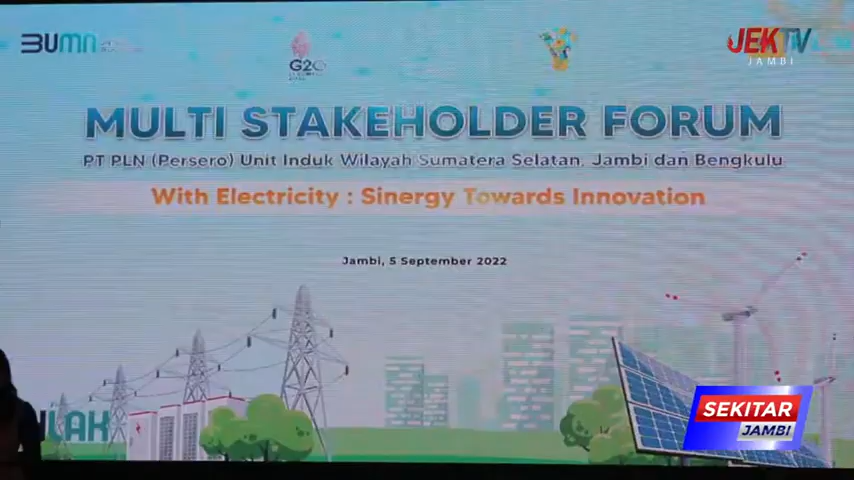 BUMN
G20
JEKTV
JAMBI
MULTI STAKEHOLDER FORUM
PT PLN (Persero) Unit Induk Wilayah Sumatera Selatan, Jambi dan Bengkulu
With Electricity : Sinergy Towards Innovation
Jambi, 5 September 2022
LAK
SEKITAR
JAMBI